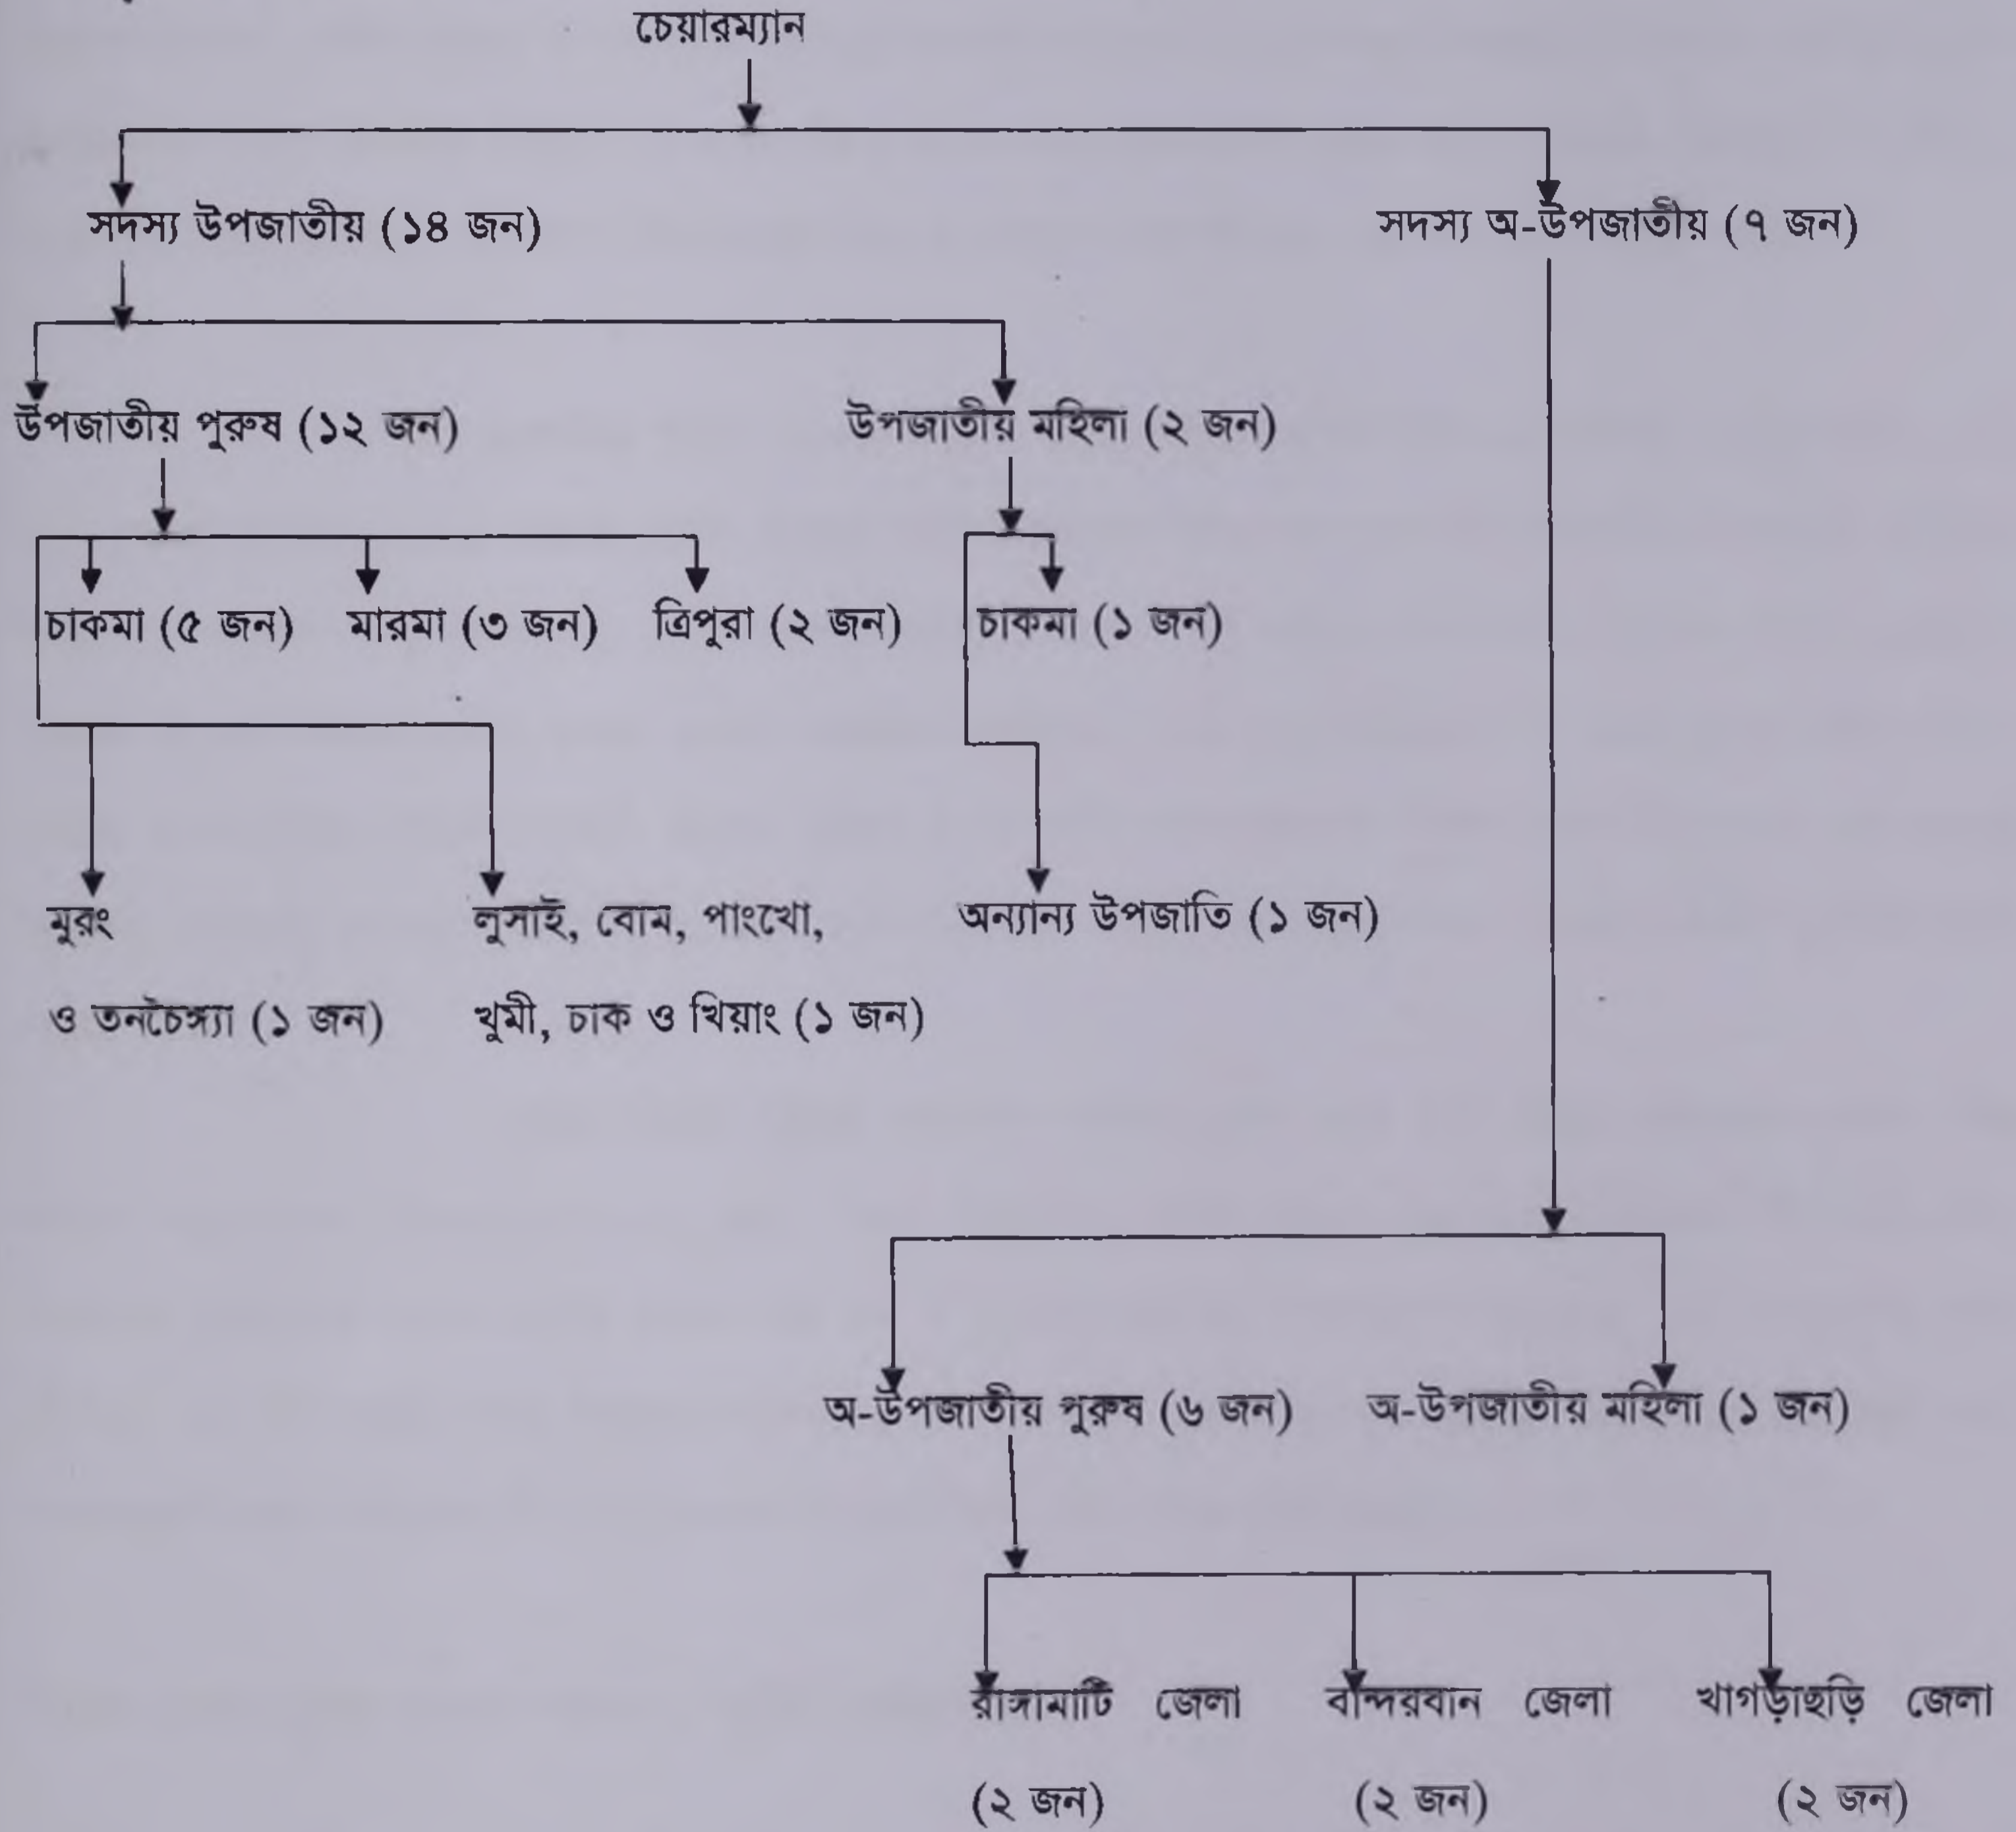 চেয়ারম্যান
সদস্য উপজাতীয় (১৪ জন) সদস্য অ-উপজাতীয় (৭ জন)
উপজাতীয় পুরুষ (১২ জন) উপজাতীয় মহিলা (২ জন)
চাকমা (৫ জন) মারমা (৩ জন) ত্রিপুরা (২ জন) চাকমা (১ জন)
মুরং লুসাই, বোম, পাংখো, অন্যান্য উপজাতি (১ জন)
ও তনচৈঙ্গ্যা (১ জন) খুমী, চাক ও খিয়াং (১ জন)
অ-উপজাতীয় পুরুষ (৬ জন) অ-উপজাতীয় মহিলা (১ জন)
রাঙ্গামাটি জেলা বান্দরবান জেলা খাগড়াছড়ি জেলা
(২ জন) (২ জন) (২ জন)